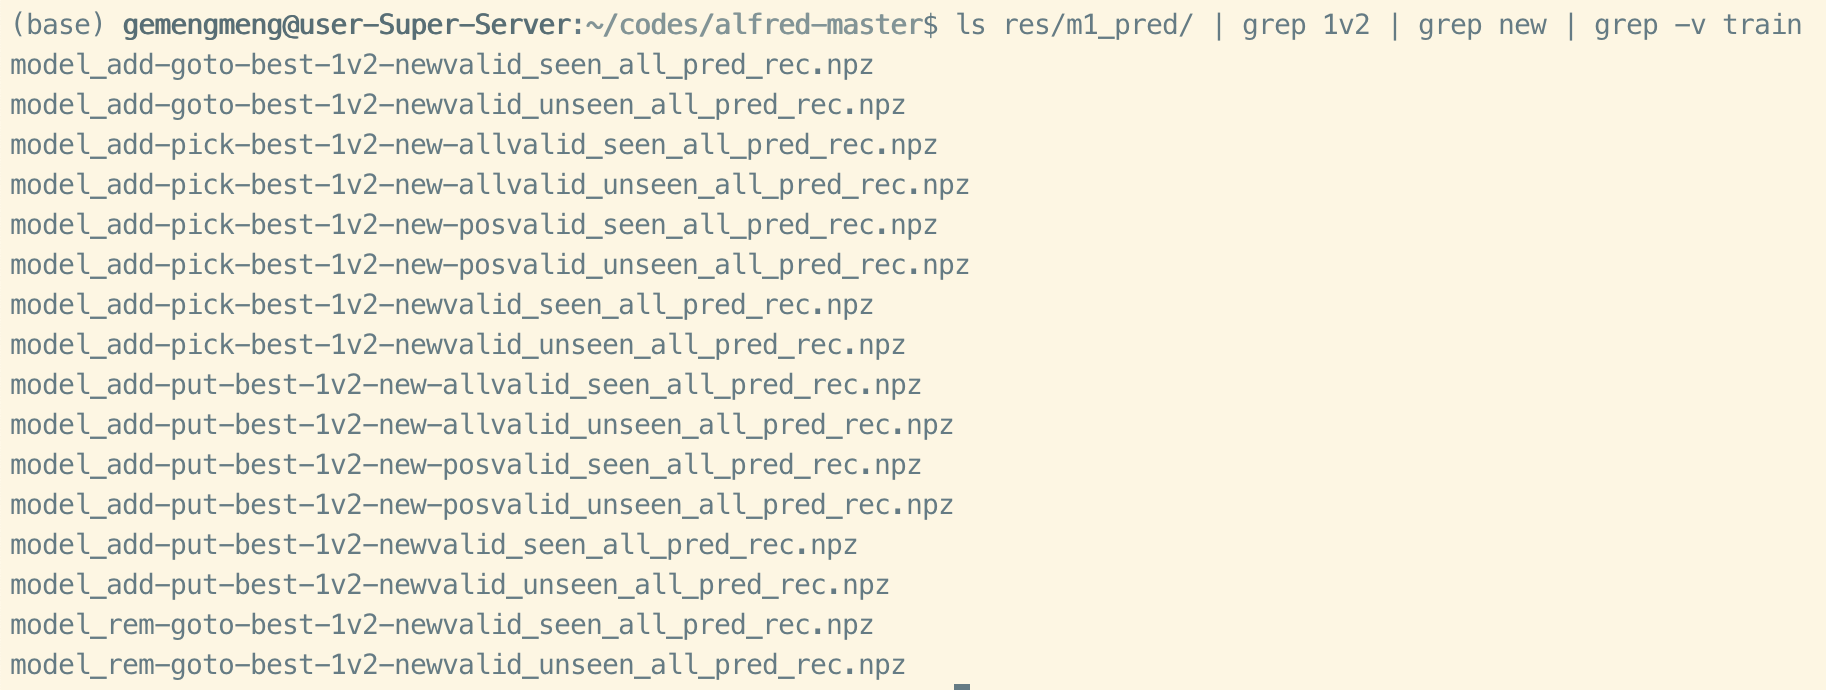 (base) gemengmeng@user-Super-Server:~/codes/alfred-master$ ls res/m1_pred/ | grep 1v2 | grep new | grep -v train
model_add-goto-best-1v2-newvalid_seen_all_pred_rec.npz
model_add-goto-best-1v2-newvalid_unseen_all_pred_rec.npz
model_add-pick-best-1v2-new-allvalid_seen_all_pred_rec.npz
model_add-pick-best-1v2-new-allvalid_unseen_all_pred_rec.npz
model_add-pick-best-1v2-new-posvalid_seen_all_pred_rec.npz
model_add-pick-best-1v2-new-posvalid_unseen_all_pred_rec.npz
model_add-pick-best-1v2-newvalid_seen_all_pred_rec.npz
model_add-pick-best-1v2-newvalid_unseen_all_pred_rec.npz
model_add-put-best-1v2-new-allvalid_seen_all_pred_rec.npz
model_add-put-best-1v2-new-allvalid_unseen_all_pred_rec.npz
model_add-put-best-1v2-new-posvalid_seen_all_pred_rec.npz
model_add-put-best-1v2-new-posvalid_unseen_all_pred_rec.npz
model_add-put-best-1v2-newvalid_seen_all_pred_rec.npz
model_add-put-best-1v2-newvalid_unseen_all_pred_rec.npz
model_rem-goto-best-1v2-newvalid_seen_all_pred_rec.npz
model_rem-goto-best-1v2-newvalid_unseen_all_pred_rec.npz